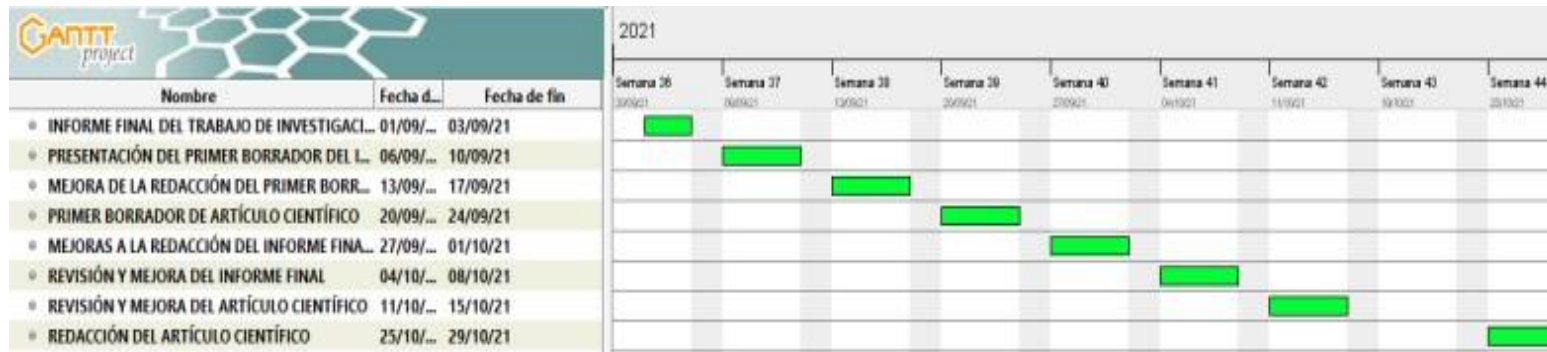 GANTT
project
2021
Semana 36
Semana 37
Semana 38
Semana 39
Semana 40
Semana 41
Semana 42
Semana 43
Semana 44
Nombre Fecha d... Fecha de fin
INFORME FINAL DEL TRABAJO DE INVESTIGACI... 01/09/... 03/09/21
PRESENTACIÓN DEL PRIMER BORRADOR DEL I... 06/09/... 10/09/21
MEJORA DE LA REDACCIÓN DEL PRIMER BORR... 13/09/... 17/09/21
PRIMER BORRADOR DE ARTÍCULO CIENTÍFICO 20/09/... 24/09/21
MEJORAS A LA REDACCIÓN DEL INFORME FINA... 27/09/... 01/10/21
REVISIÓN Y MEJORA DEL INFORME FINAL 04/10/... 08/10/21
REVISIÓN Y MEJORA DEL ARTÍCULO CIENTÍFICO 11/10/... 15/10/21
REDACCIÓN DEL ARTÍCULO CIENTÍFICO 25/10/... 29/10/21